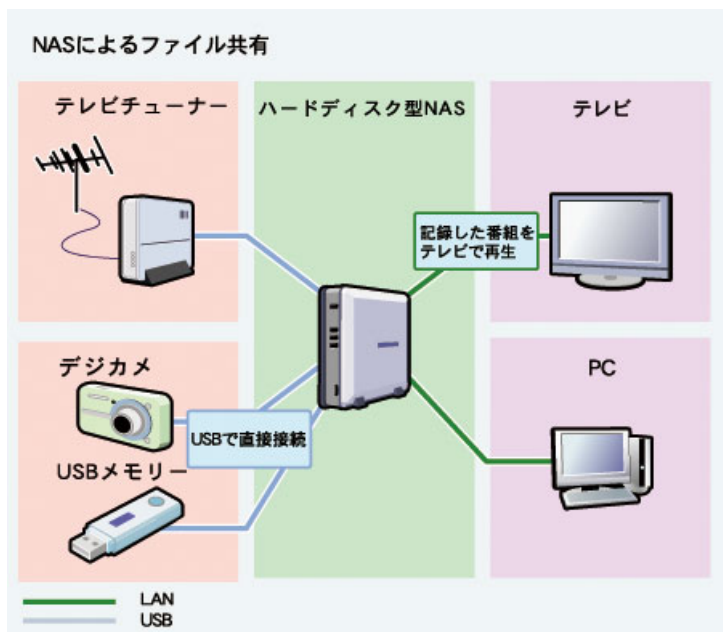 NASによるファイル共有
テレビチューナー
ハードディスク型NAS
テレビ
記録した番組を
テレビで再生
デジカメ
USBで直接接続
USBメモリー
PC
LAN
USB